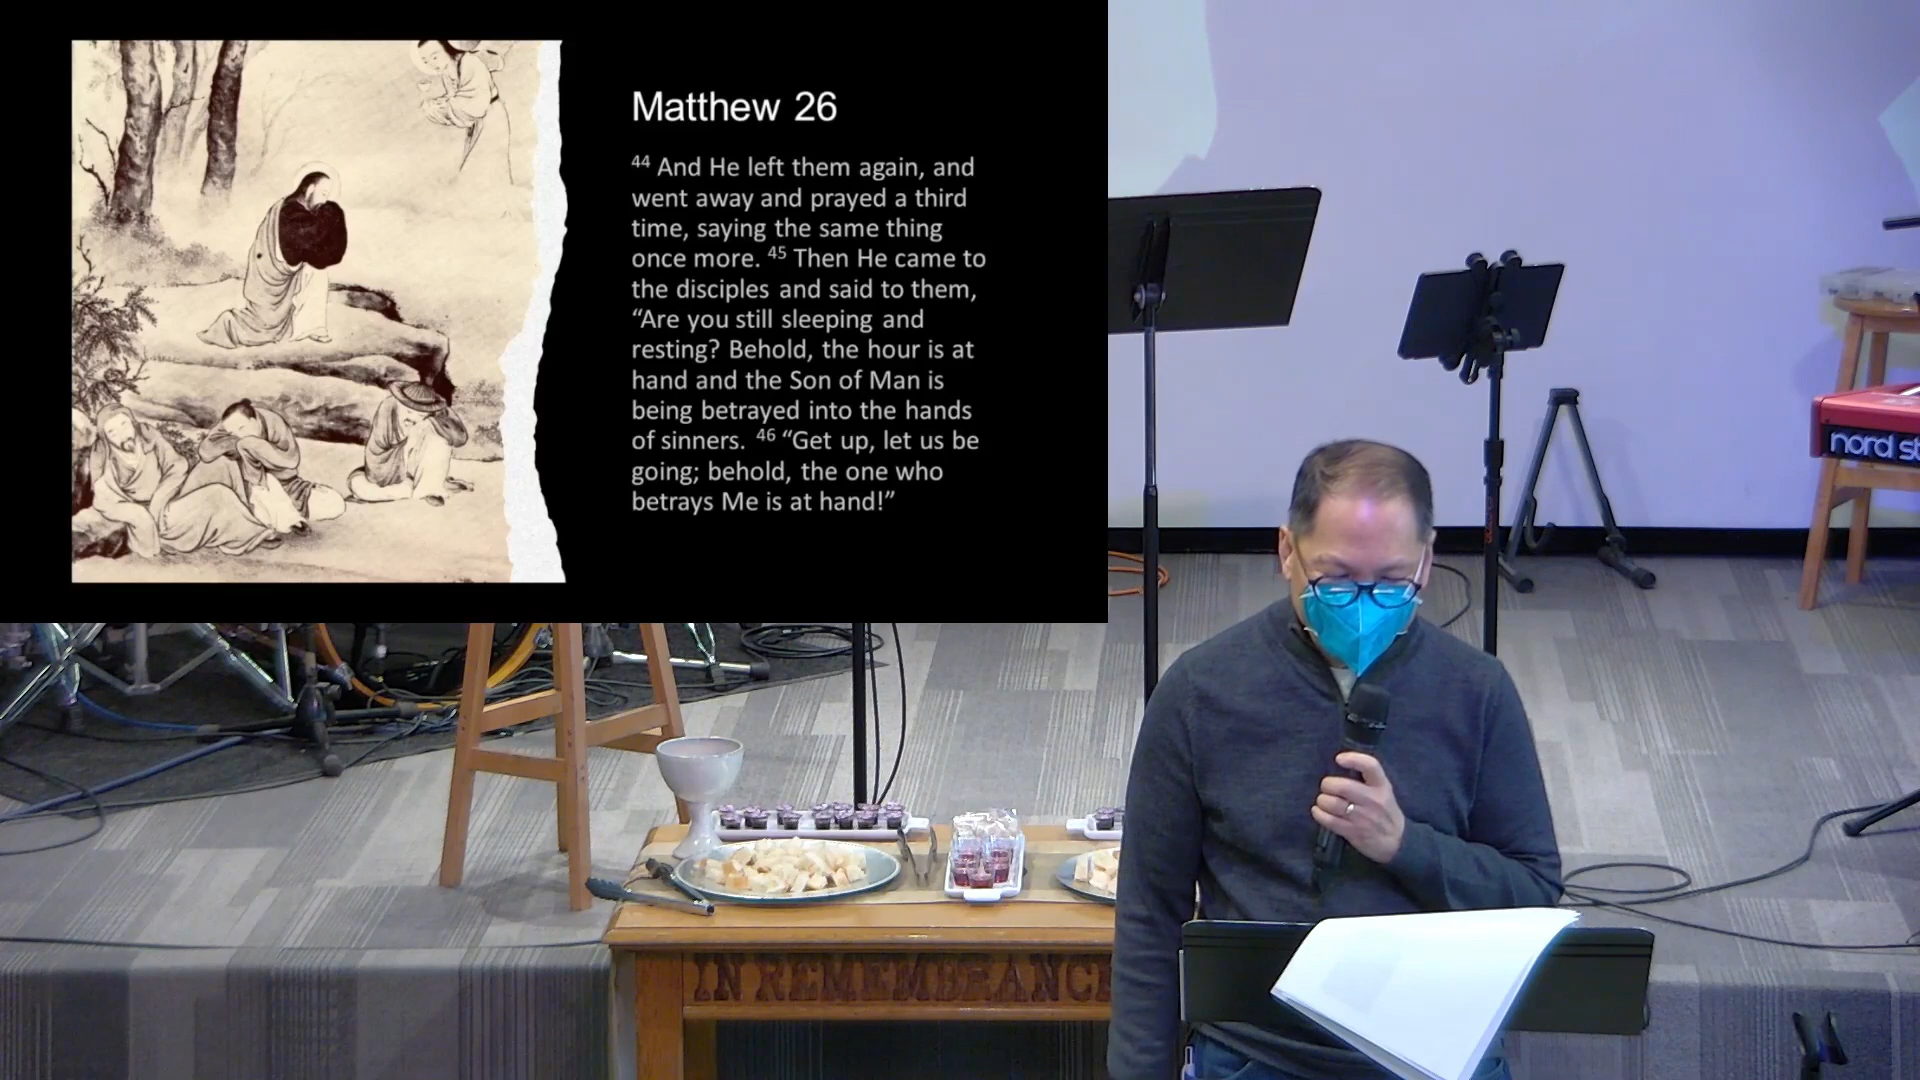 Matthew 26
44 And He left them again, and
went away and prayed a third
time, saying the same thing
once more. 45 Then He came to
the disciples and said to them,
“Are you still sleeping and
resting? Behold, the hour is at
hand and the Son of Man is
being betrayed into the hands
of sinners. 46 “Get up, let us be
going; behold, the one who
betrays Me is at hand!”
nord st
IN REMEMBRANC